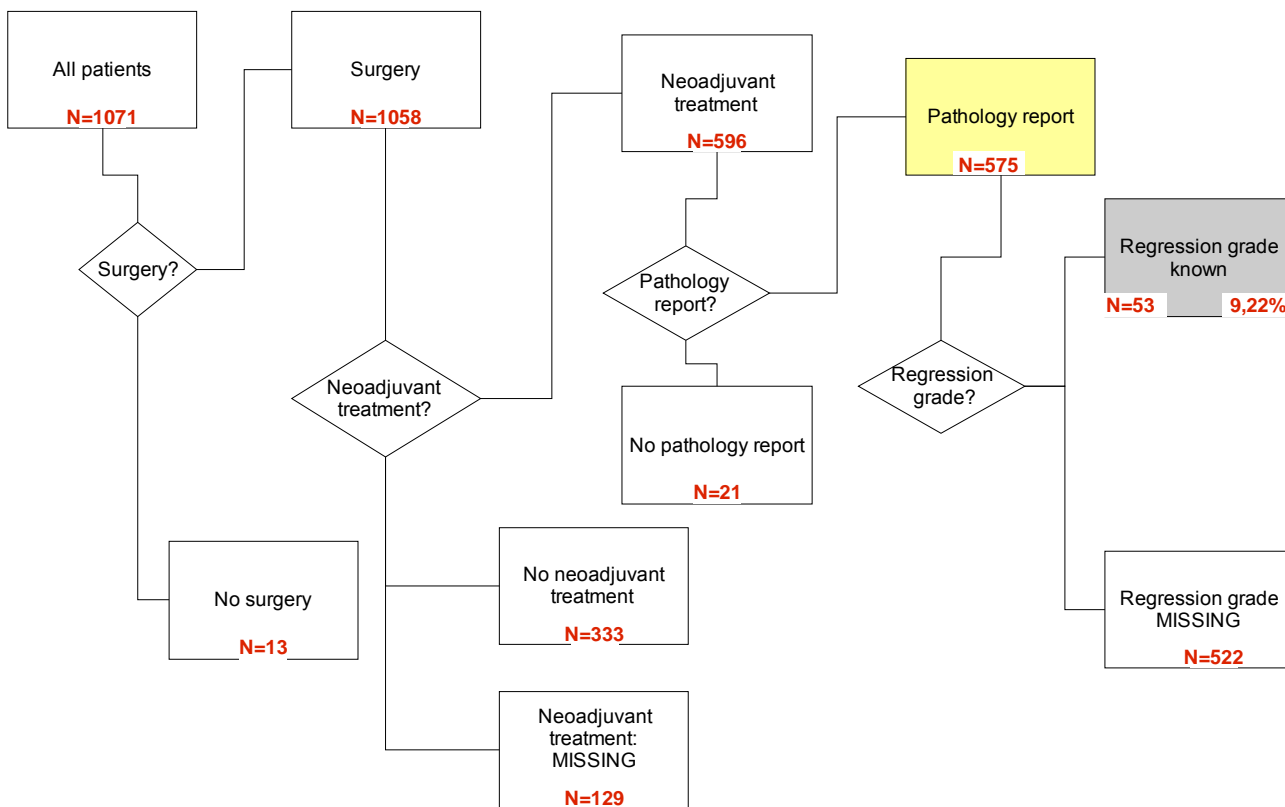 All patients
N=1071
Surgery
N=1058
Neoadjuvant
treatment
N=596
Pathology report
N=575
Surgery?
Pathology
report?
Regression grade
known
N=53 9,22%
Neoadjuvant
treatment?
Regression
grade?
No pathology report
N=21
No surgery
N=13
No neoadjuvant
treatment
N=333
Regression grade
MISSING
N=522
Neoadjuvant
treatment:
MISSING
N=129